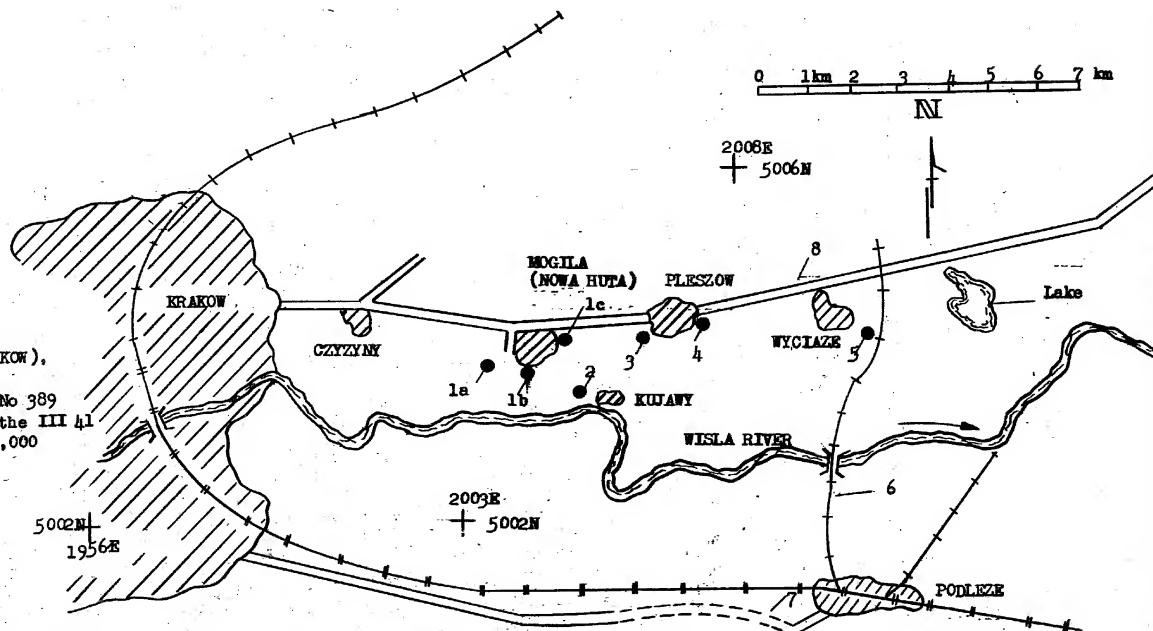 0 1km 2 3 4 5 6 7 km
N
2008E
5006N
8
MOGILA
(NOWA HUTA)
PLESZOW
1c
KRAKOW
Lake
CZYZYNY
WYCIAZE
3
4
5
KOW),
1a
1b
2
No 389
KUJAWY
the III 41
,000
WISLA RIVER
2003E
5002N
6
5002N
1956E
PODLEZE
7